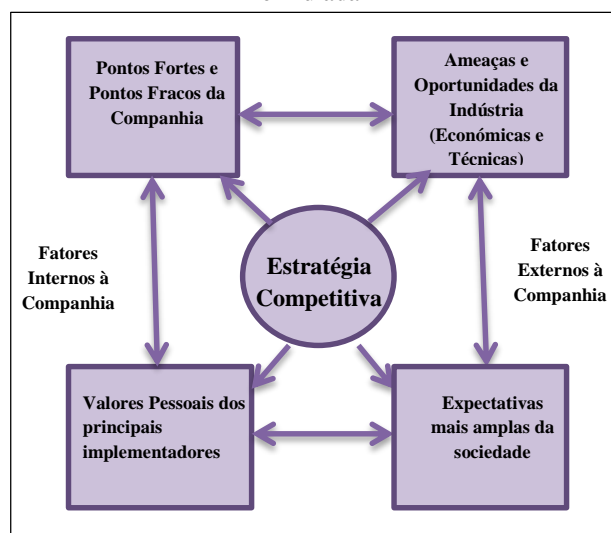 Pontos Fortes e
Pontos Fracos da
Companhia
Ameaças e
Oportunidades da
Indústria
(Económicas e
Técnicas)
Fatores
Internos à
Companhia
Estratégia
Competitiva
Fatores
Externos à
Companhia
Valores Pessoais dos
principais
implementadores
Expectativas
mais amplas da
sociedade